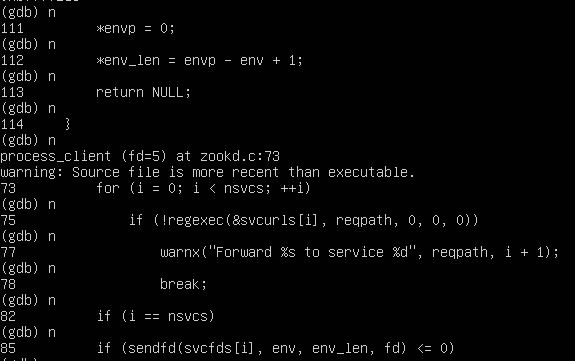 (gdb) n
111 *envp = 0;
(gdb) n
112 *env_len = envp - env + 1;
(gdb) n
113 return NULL;
(gdb) n
114 }
(gdb) n
process_client (fd=5) at zookd.c:73
warning: Source file is more recent than executable.
73 for (i = 0; i < nsvcs; ++i)
(gdb) n
75 if (!regexec(&svcurls[i], reqpath, 0, 0, 0))
(gdb) n
77 warnx("Forward %s to service %d", reqpath, i + 1);
(gdb) n
78 break;
(gdb) n
82 if (i == nsvcs)
(gdb) n
85 if (sendfd(svcfds[i], env, env_len, fd) <= 0)